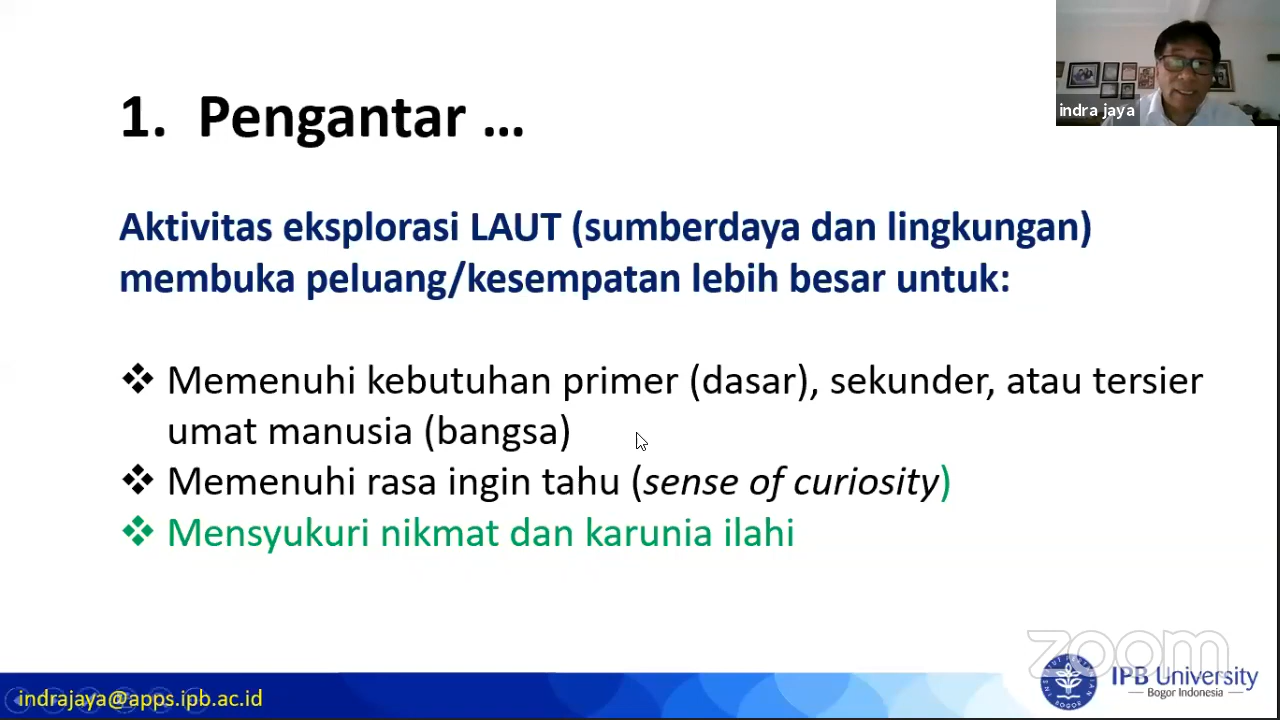 indra jaya
1. Pengantar ...
Aktivitas eksplorasi LAUT (sumberdaya dan lingkungan)
membuka peluang/kesempatan lebih besar untuk:
❖ Memenuhi kebutuhan primer (dasar), sekunder, atau tersier
umat manusia (bangsa)
❖ Memenuhi rasa ingin tahu (sense of curiosity)
❖ Mensyukuri nikmat dan karunia ilahi
zoom
IPB University
Bogor Indonesia
indrajaya@apps.ipb.ac.id